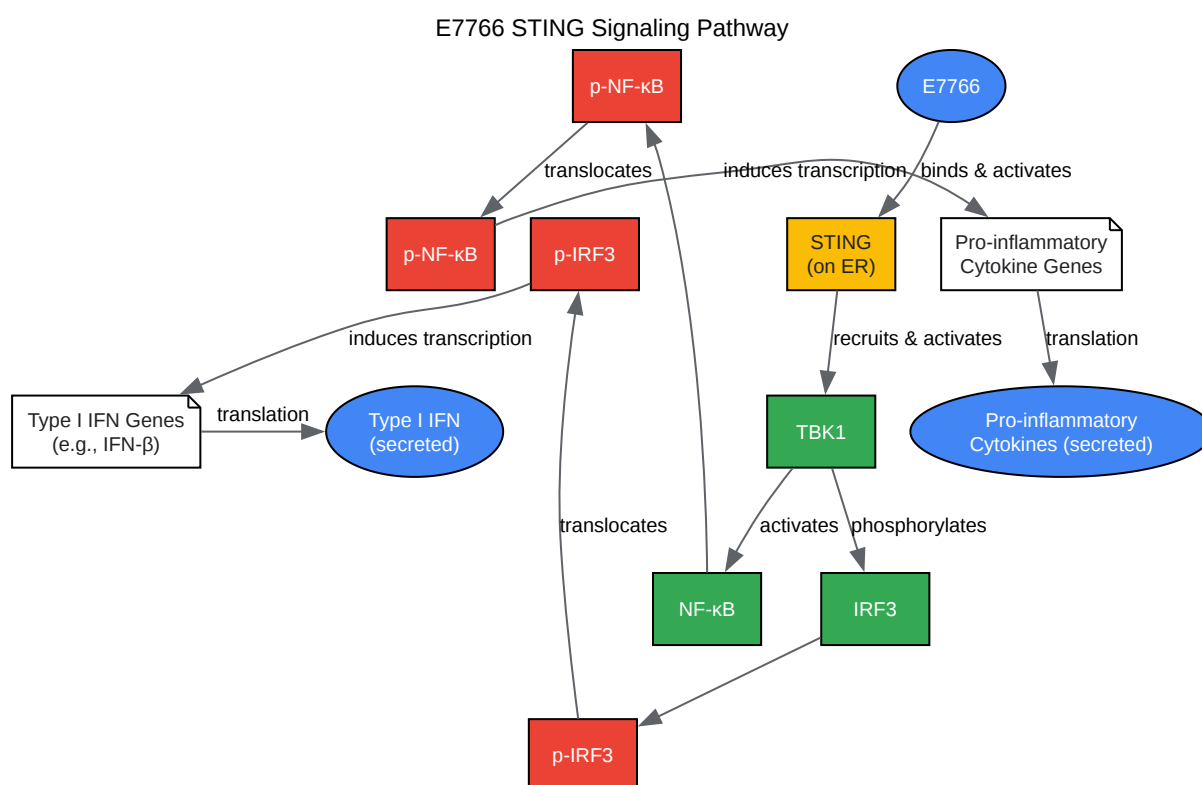 E7766 STING Signaling Pathway
p-NF-κB
E7766
translocates
induces transcription
binds & activates
p-NF-κB
p-IRF3
STING
(on ER)
Pro-inflammatory
Cytokine Genes
induces transcription
recruits & activates
translation
Type I IFN Genes
(e.g., IFN-β)
translation
Type I IFN
(secreted)
TBK1
Pro-inflammatory
Cytokines (secreted)
translocates
activates
phosphorylates
NF-κB
IRF3
p-IRF3